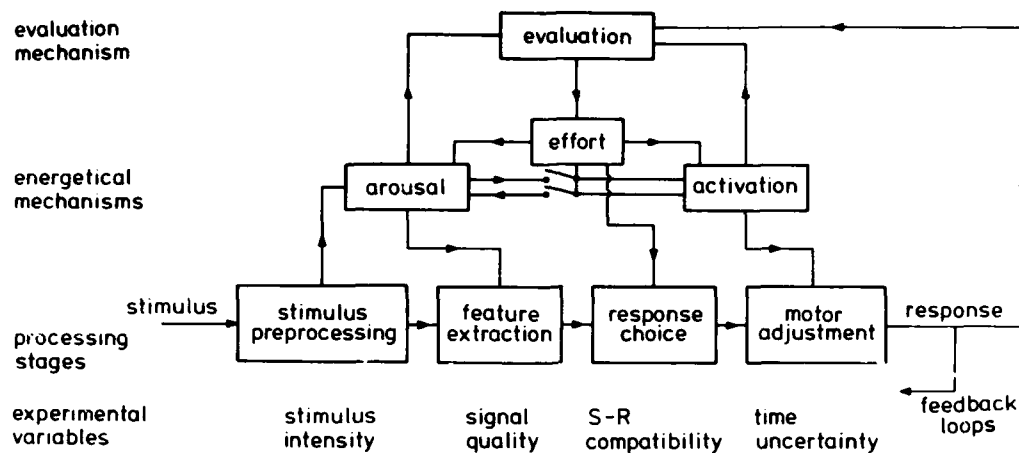 evaluation
mechanism
evaluation
effort
energetical
mechanisms
arousal
activation
stimulus
stimulus
preprocessing
feature
extraction
response
choice
motor
adjustment
response
processing
stages
feedback
loops
experimental
variables
stimulus
intensity
signal
quality
S-R
compatibility
time
uncertainty